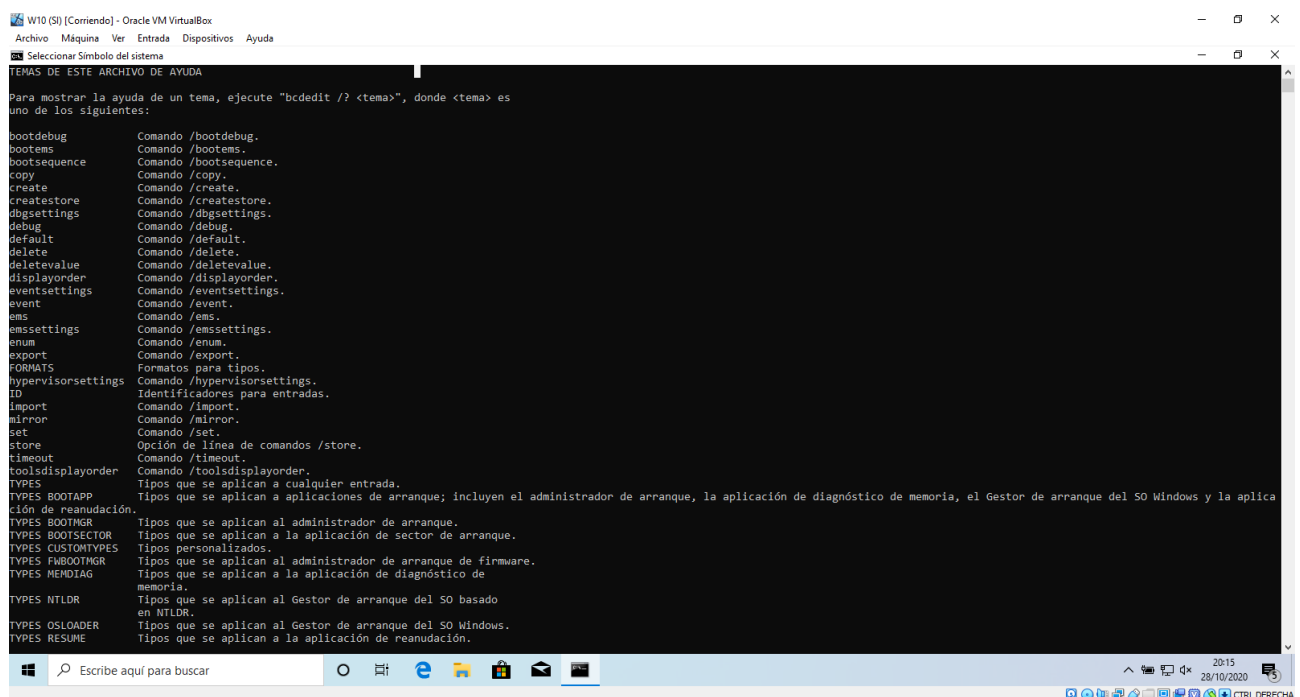 W10 (SI) [Corriendo] - Oracle VM VirtualBox
Archivo Máquina Ver Entrada Dispositivos Ayuda
Seleccionar Símbolo del sistema
TEMAS DE ESTE ARCHIVO DE AYUDA
Para mostrar la ayuda de un tema, ejecute "bcdedit /? <tema>", donde <tema> es
uno de los siguientes:
bootdebug Comando /bootdebug.
bootems Comando /bootems.
bootsequence Comando /bootsequence.
copy Comando /copy.
create Comando /create.
createstore Comando /createstore.
dbgsettings Comando /dbgsettings.
debug Comando /debug.
default Comando /default.
delete Comando /delete.
deletevalue Comando /deletevalue.
displayorder Comando /displayorder.
eventsettings Comando /eventsettings.
event Comando /event.
ems Comando /ems.
emssettings Comando /emssettings.
enum Comando /enum.
export Comando /export.
FORMATS Formatos para tipos.
hypervisorsettings Comando /hypervisorsettings.
ID Identificadores para entradas.
import Comando /import.
mirror Comando /mirror.
set Comando /set.
store Opción de línea de comandos /store.
timeout Comando /timeout.
toolsdisplayorder Comando /toolsdisplayorder.
TYPES Tipos que se aplican a cualquier entrada.
TYPES BOOTAPP Tipos que se aplican a aplicaciones de arranque; incluyen el administrador de arranque, la aplicación de diagnóstico de memoria, el Gestor de arranque del SO Windows y la aplica
ción de reanudación.
TYPES BOOTMGR Tipos que se aplican al administrador de arranque.
TYPES BOOTSECTOR Tipos que se aplican a la aplicación de sector de arranque.
TYPES CUSTOMTYPES Tipos personalizados.
TYPES FWBOOTMGR Tipos que se aplican al administrador de arranque de firmware.
TYPES MEMDIAG Tipos que se aplican a la aplicación de diagnóstico de
memoria.
TYPES NTLDR Tipos que se aplican al Gestor de arranque del SO basado
en NTLDR.
TYPES OSLOADER Tipos que se aplican al Gestor de arranque del SO Windows.
TYPES RESUME Tipos que se aplican a la aplicación de reanudación.
Escribe aquí para buscar
20:15
28/10/2020
5
CTRL DERECHA